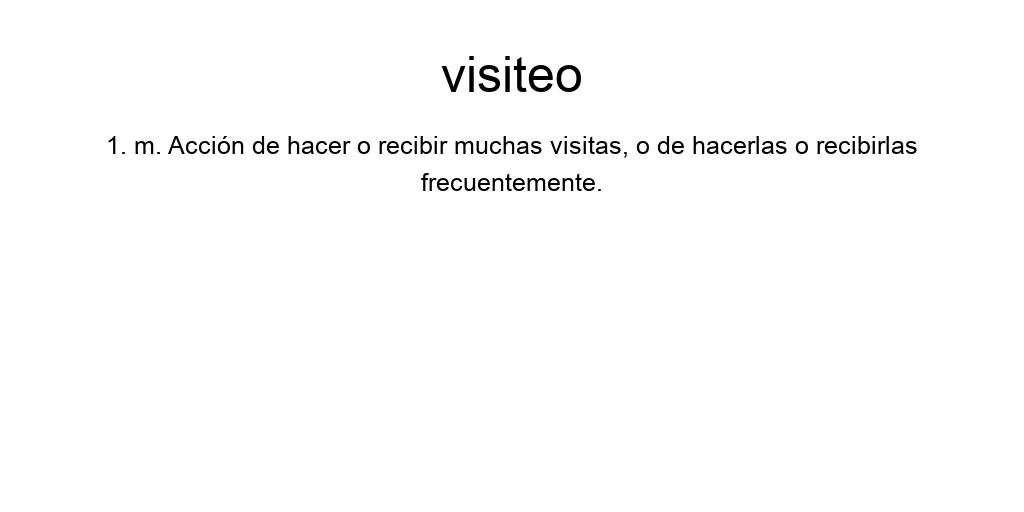 visiteo
1. m. Acción de hacer o recibir muchas visitas, o de hacerlas o recibirlas
frecuentemente.